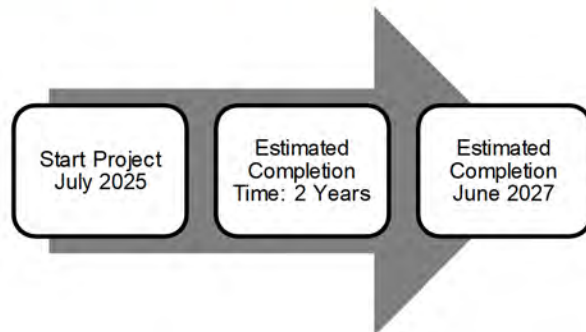 Start Project
July 2025
Estimated
Completion
Time: 2 Years
Estimated
Completion
June 2027